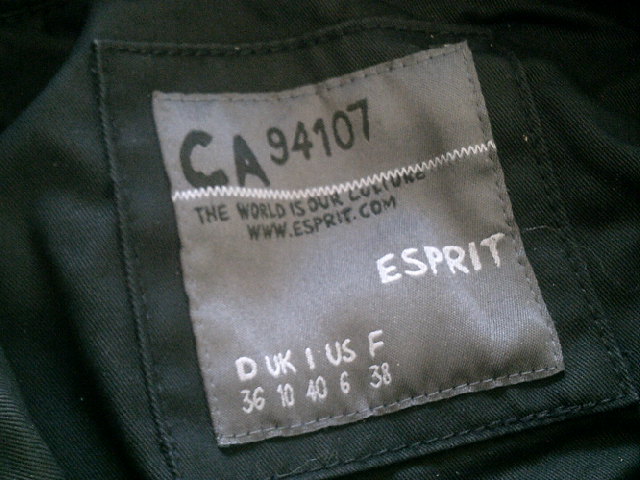 CA 94107
THE WORLD IS OUR CULTURE
WWW.ESPRIT.COM
ESPRIT
D UK I US F
36 10 40 6 38